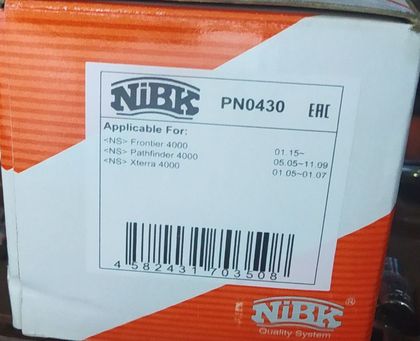 NiBK PN0430 EAC
Applicable For:
<NS> Frontier 4000 01.15~
<NS> Pathfinder 4000 05.05~11.09
<NS> Xterra 4000 01.05~01.07
4 582431 703508
NiBK ®
Quality System